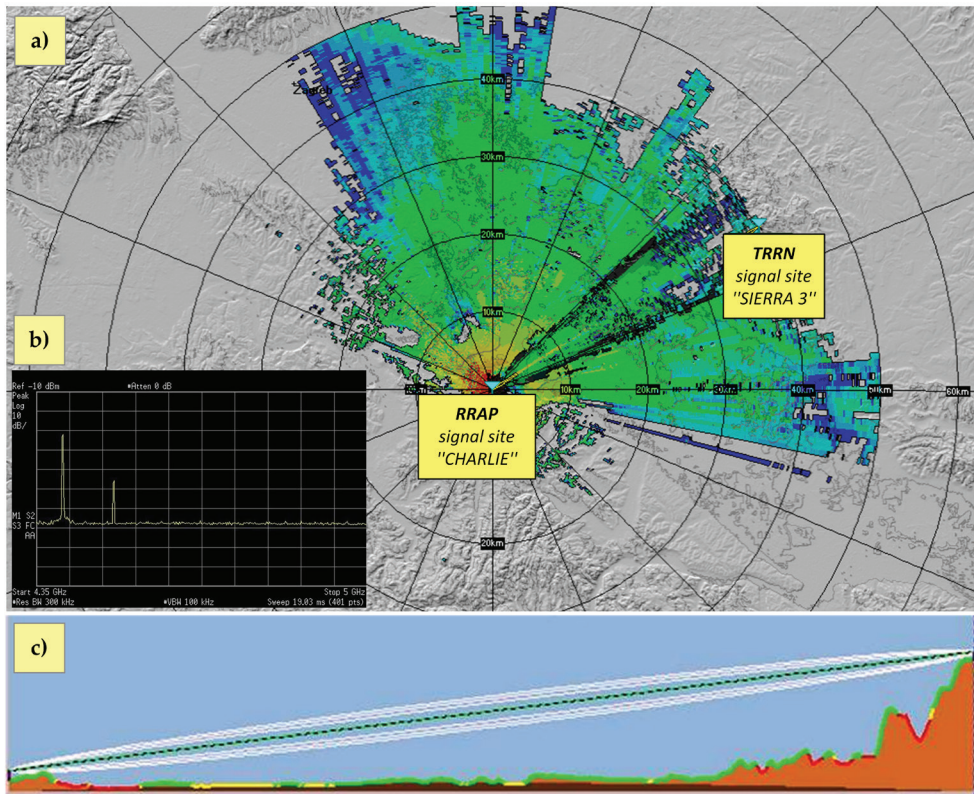 a)
Zagreb
40km
30km
20km
10km
TRRN
signal site
"SIERRA 3"
10km
40km
60km
RRAP
signal site
"CHARLIE"
20km
b)
Ref -10 dBm
*Atten 0 dB
Peak
Log
10
dB/
M1 S2
S3 FC
AA
Start 4.35 GHz
Stop 5 GHz
*Res BW 300 kHz
*VBW 100 kHz
Sweep 19.03 ms (401 pts)
c)